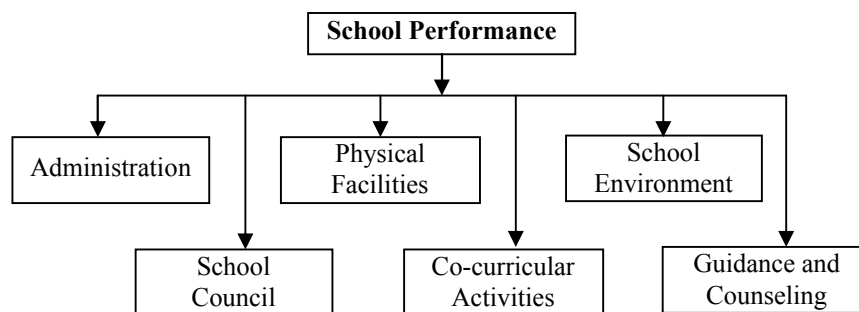 School Performance
Administration
Physical
Facilities
School
Environment
School
Council
Co-curricular
Activities
Guidance and
Counseling